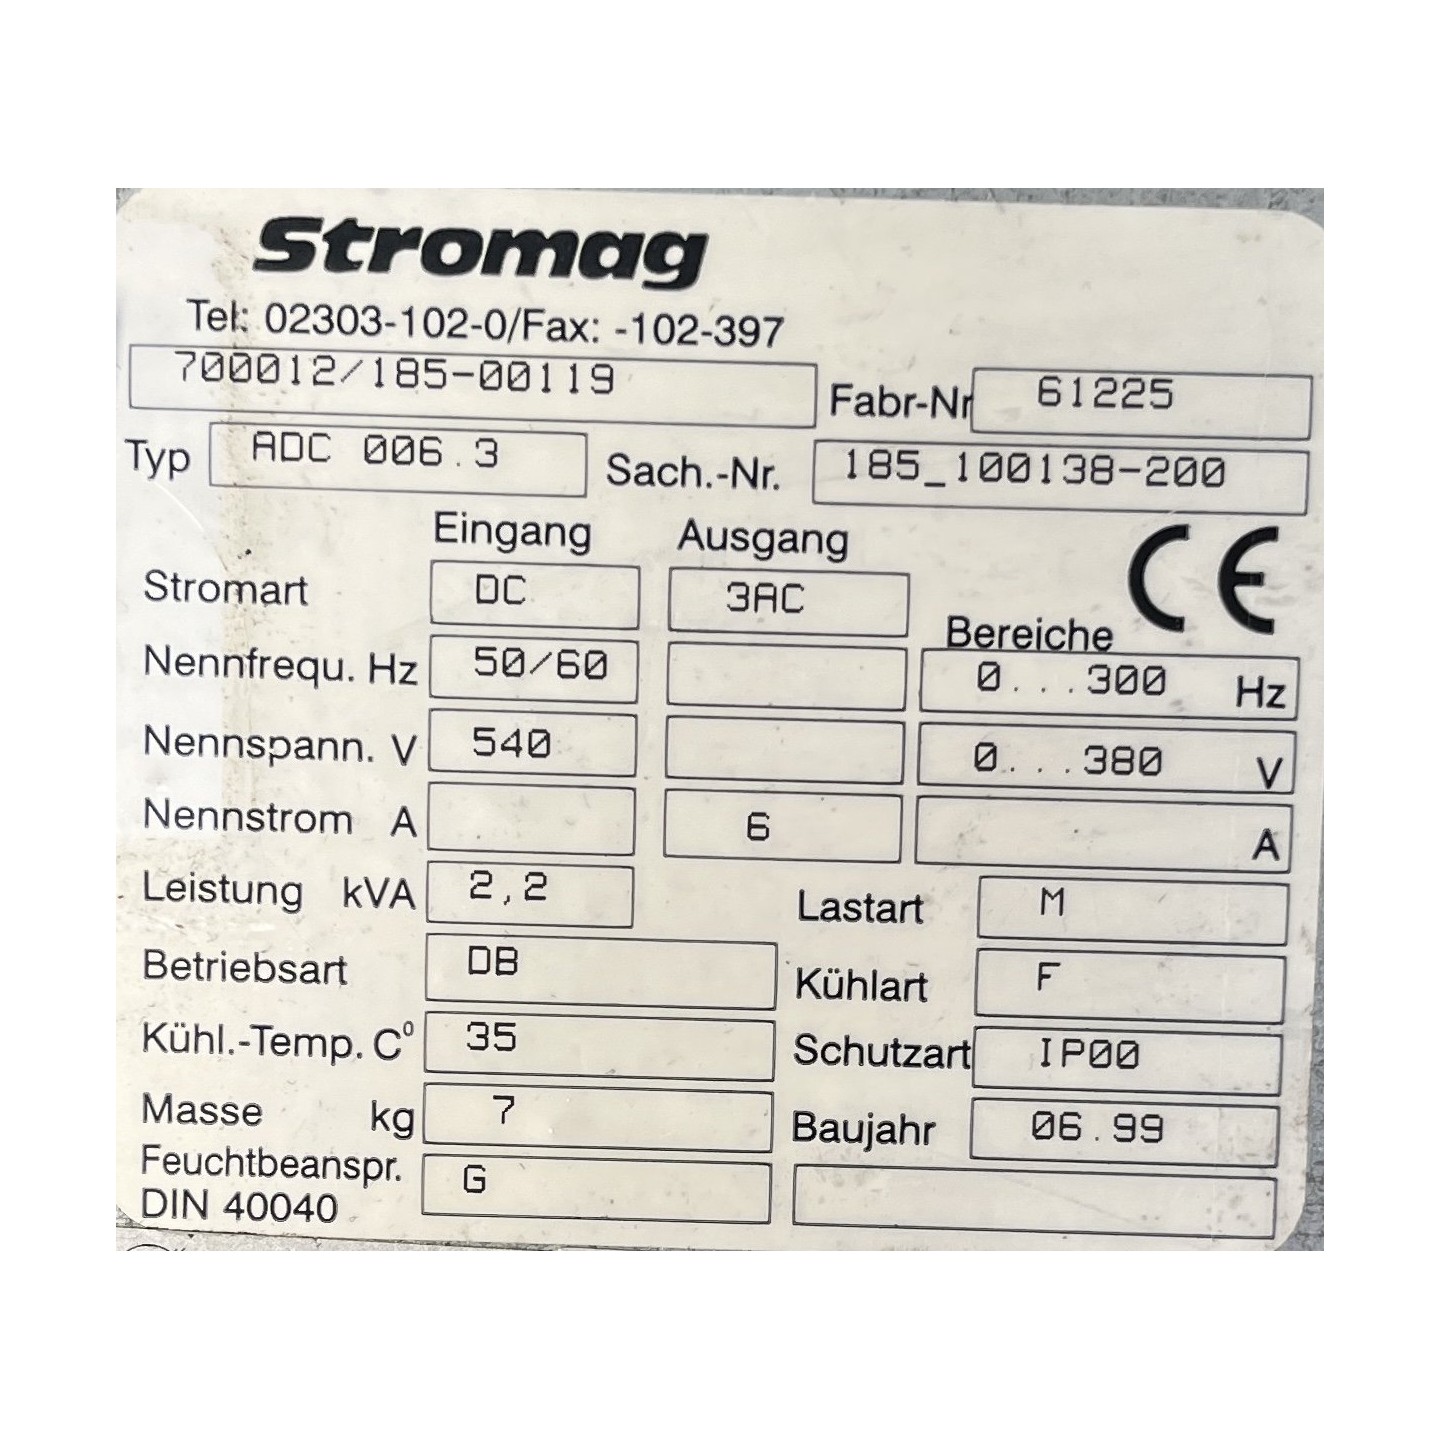 Stromag
Tel: 02303-102-0/Fax: -102-397
700012/185-00119 Fabr-Nr 61225
Typ ADC 006.3 Sach.-Nr. 185_100138-200
Eingang Ausgang CE
Stromart DC 3AC
Bereiche
Nennfrequ. Hz 50/60 0...300 Hz
Nennspann. V 540 0...380 V
Nennstrom A 6 A
Leistung kVA 2,2 Lastart M
Betriebsart DB Kühlart F
Kühl.-Temp. C° 35 Schutzart IP00
Masse kg 7 Baujahr 06.99
Feuchtbeanspr. G
DIN 40040